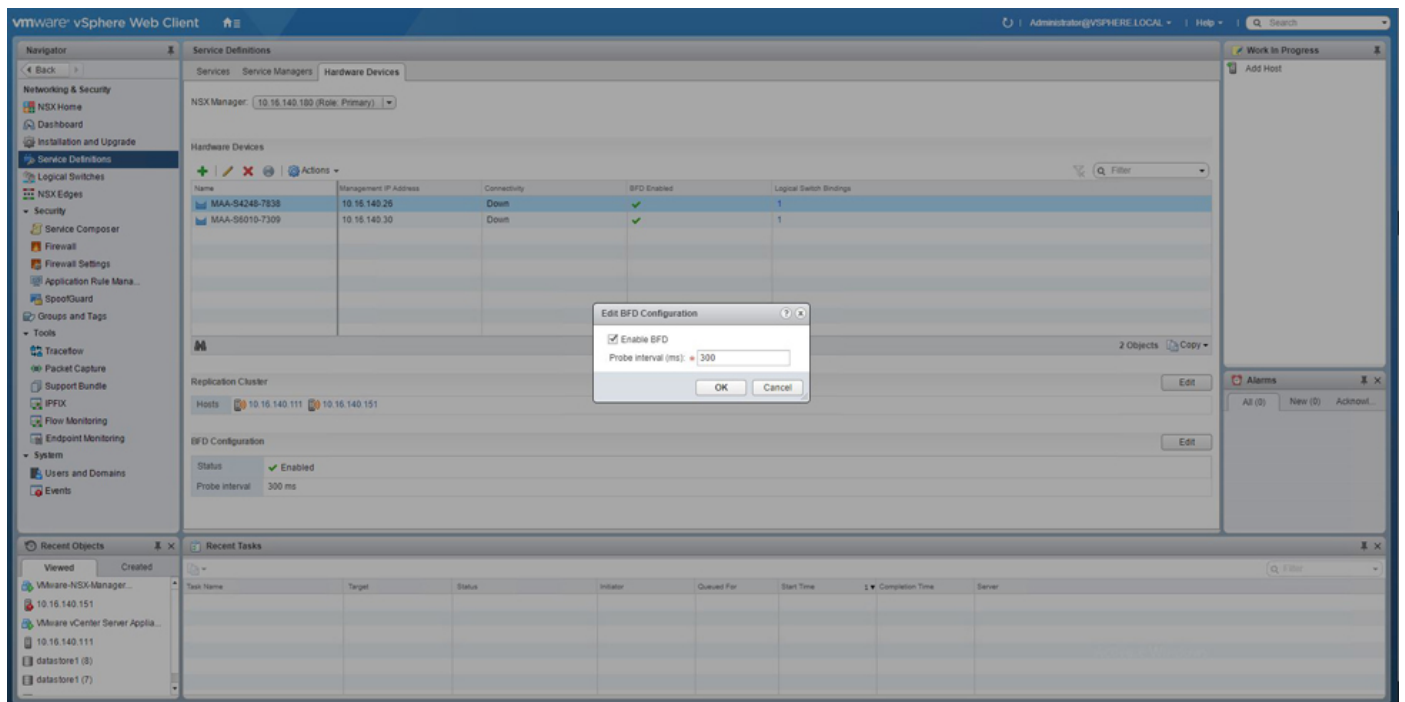 vmware® vSphere Web Client
Administrator@VSPHERE.LOCAL
Help
Search
Navigator
Back
Networking & Security
NSX Home
Dashboard
Installation and Upgrade
Service Definitions
Logical Switches
NSX Edges
Security
Service Composer
Firewall
Firewall Settings
Application Rule Mana...
SpoofGuard
Groups and Tags
Tools
Traceflow
Packet Capture
Support Bundle
IPFIX
Flow Monitoring
Endpoint Monitoring
System
Users and Domains
Events
Service Definitions
Services Service Managers Hardware Devices
NSX Manager: 10.16.140.180 (Role: Primary)
Hardware Devices
Actions
Filter
Name Management IP Address Connectivity BFD Enabled Logical Switch Bindings
MAA-S4248-7838 10.16.140.26 Down 1
MAA-S6010-7309 10.16.140.30 Down 1
2 Objects Copy
Edit BFD Configuration
Enable BFD
Probe interval (ms): * 300
OK Cancel
Replication Cluster Edit
Hosts 10.16.140.111 10.16.140.151
BFD Configuration Edit
Status Enabled
Probe interval 300 ms
Work In Progress
Add Host
Alarms
All (0) New (0) Acknowl...
Recent Objects
Viewed Created
VMware-NSX-Manager...
10.16.140.151
VMware vCenter Server Applia...
10.16.140.111
datastore1 (8)
datastore1 (7)
Recent Tasks
Filter
Task Name Target Status Initiator Queued For Start Time 1 Completion Time Server